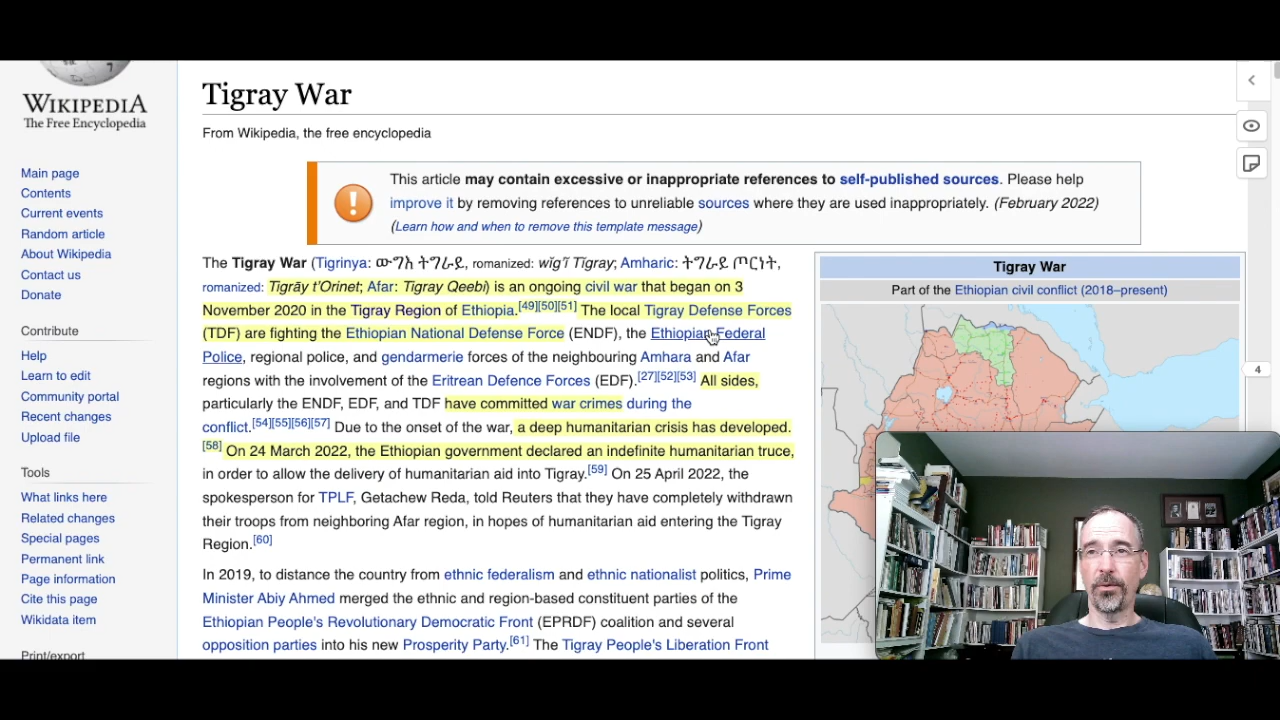 WIKIPEDIA
The Free Encyclopedia
Main page
Contents
Current events
Random article
About Wikipedia
Contact us
Donate
Contribute
Help
Learn to edit
Community portal
Recent changes
Upload file
Tools
What links here
Related changes
Special pages
Permanent link
Page information
Cite this page
Wikidata item
Print/export
Tigray War
From Wikipedia, the free encyclopedia
This article may contain excessive or inappropriate references to self-published sources. Please help
improve it by removing references to unreliable sources where they are used inappropriately. (February 2022)
(Learn how and when to remove this template message)
The Tigray War (Tigrinya: ውግእ ትግራይ, romanized: wig'i Tigray; Amharic: ትግራይ ጦርነት,
romanized: Tigrāy t'Orinet; Afar: Tigray Qeebi) is an ongoing civil war that began on 3
November 2020 in the Tigray Region of Ethiopia.[49][50][51] The local Tigray Defense Forces
(TDF) are fighting the Ethiopian National Defense Force (ENDF), the Ethiopian Federal
Police, regional police, and gendarmerie forces of the neighbouring Amhara and Afar
regions with the involvement of the Eritrean Defence Forces (EDF).[27][52][53] All sides,
particularly the ENDF, EDF, and TDF have committed war crimes during the
conflict.[54][55][56][57] Due to the onset of the war, a deep humanitarian crisis has developed.
[58] On 24 March 2022, the Ethiopian government declared an indefinite humanitarian truce,
in order to allow the delivery of humanitarian aid into Tigray.[59] On 25 April 2022, the
spokesperson for TPLF, Getachew Reda, told Reuters that they have completely withdrawn
their troops from neighboring Afar region, in hopes of humanitarian aid entering the Tigray
Region.[60]
In 2019, to distance the country from ethnic federalism and ethnic nationalist politics, Prime
Minister Abiy Ahmed merged the ethnic and region-based constituent parties of the
Ethiopian People's Revolutionary Democratic Front (EPRDF) coalition and several
opposition parties into his new Prosperity Party.[61] The Tigray People's Liberation Front
Tigray War
Part of the Ethiopian civil conflict (2018–present)
4